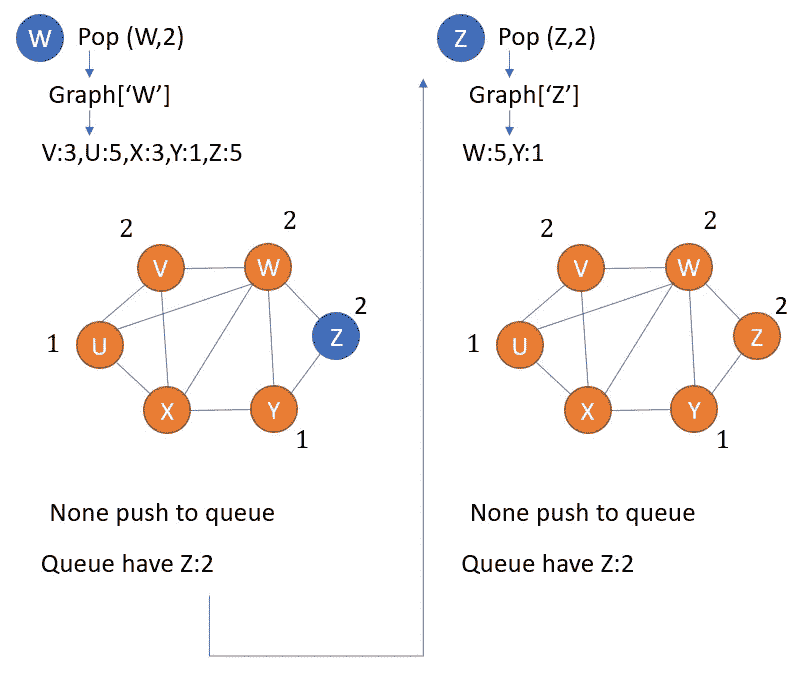 W Pop (W,2)
Graph[‘W’]
V:3,U:5,X:3,Y:1,Z:5
2
2
V
W
2
Z
1
U
X
Y
1
None push to queue
Queue have Z:2
Z Pop (Z,2)
Graph[‘Z’]
W:5,Y:1
2
2
V
W
2
Z
1
U
X
Y
1
None push to queue
Queue have Z:2